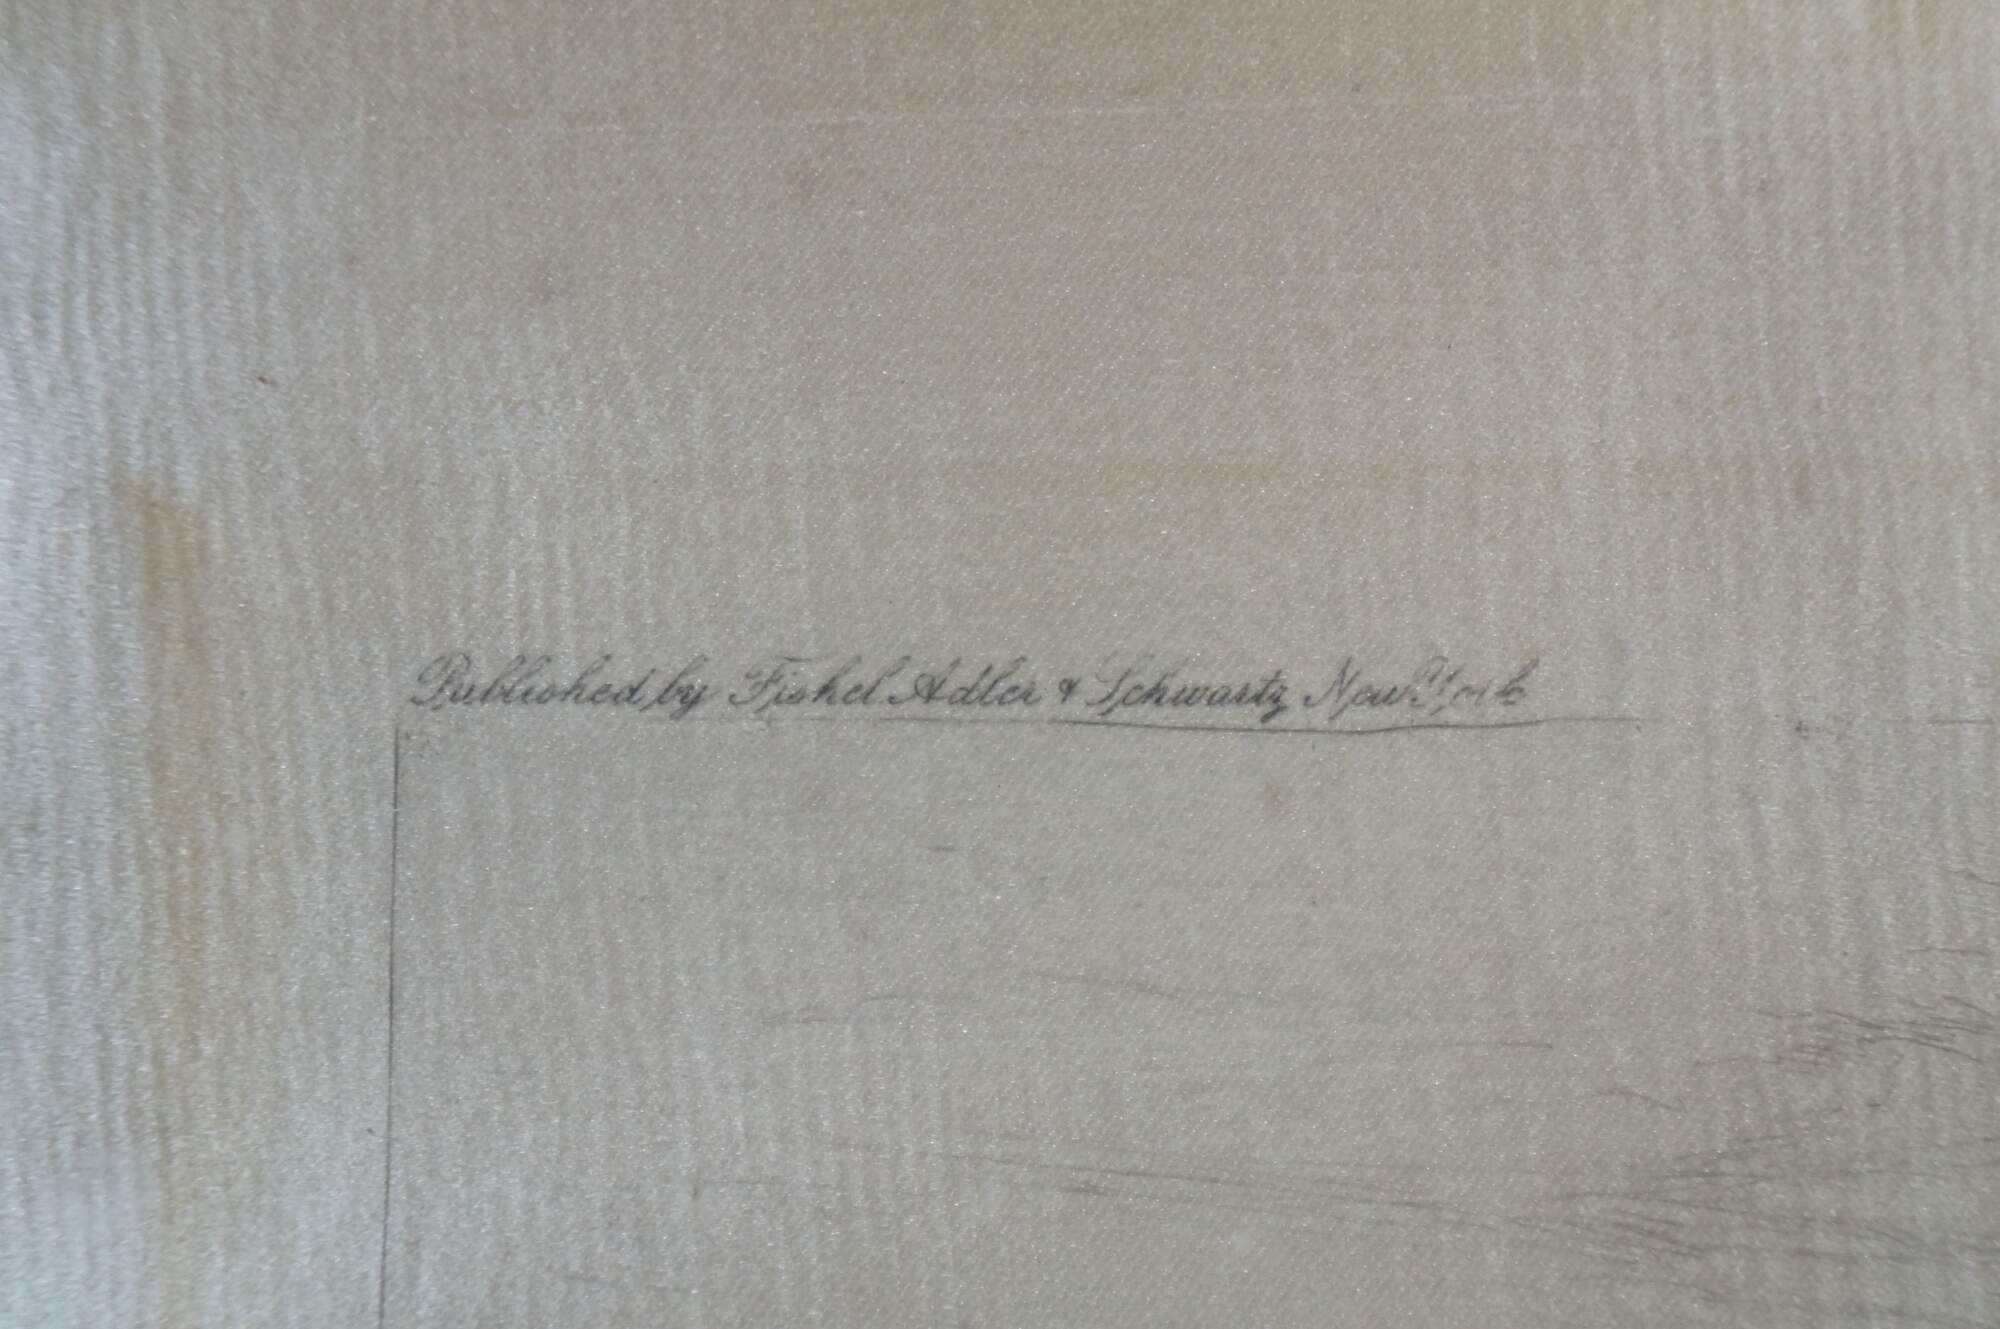 Published by Fishel Adler & Schwartz New York